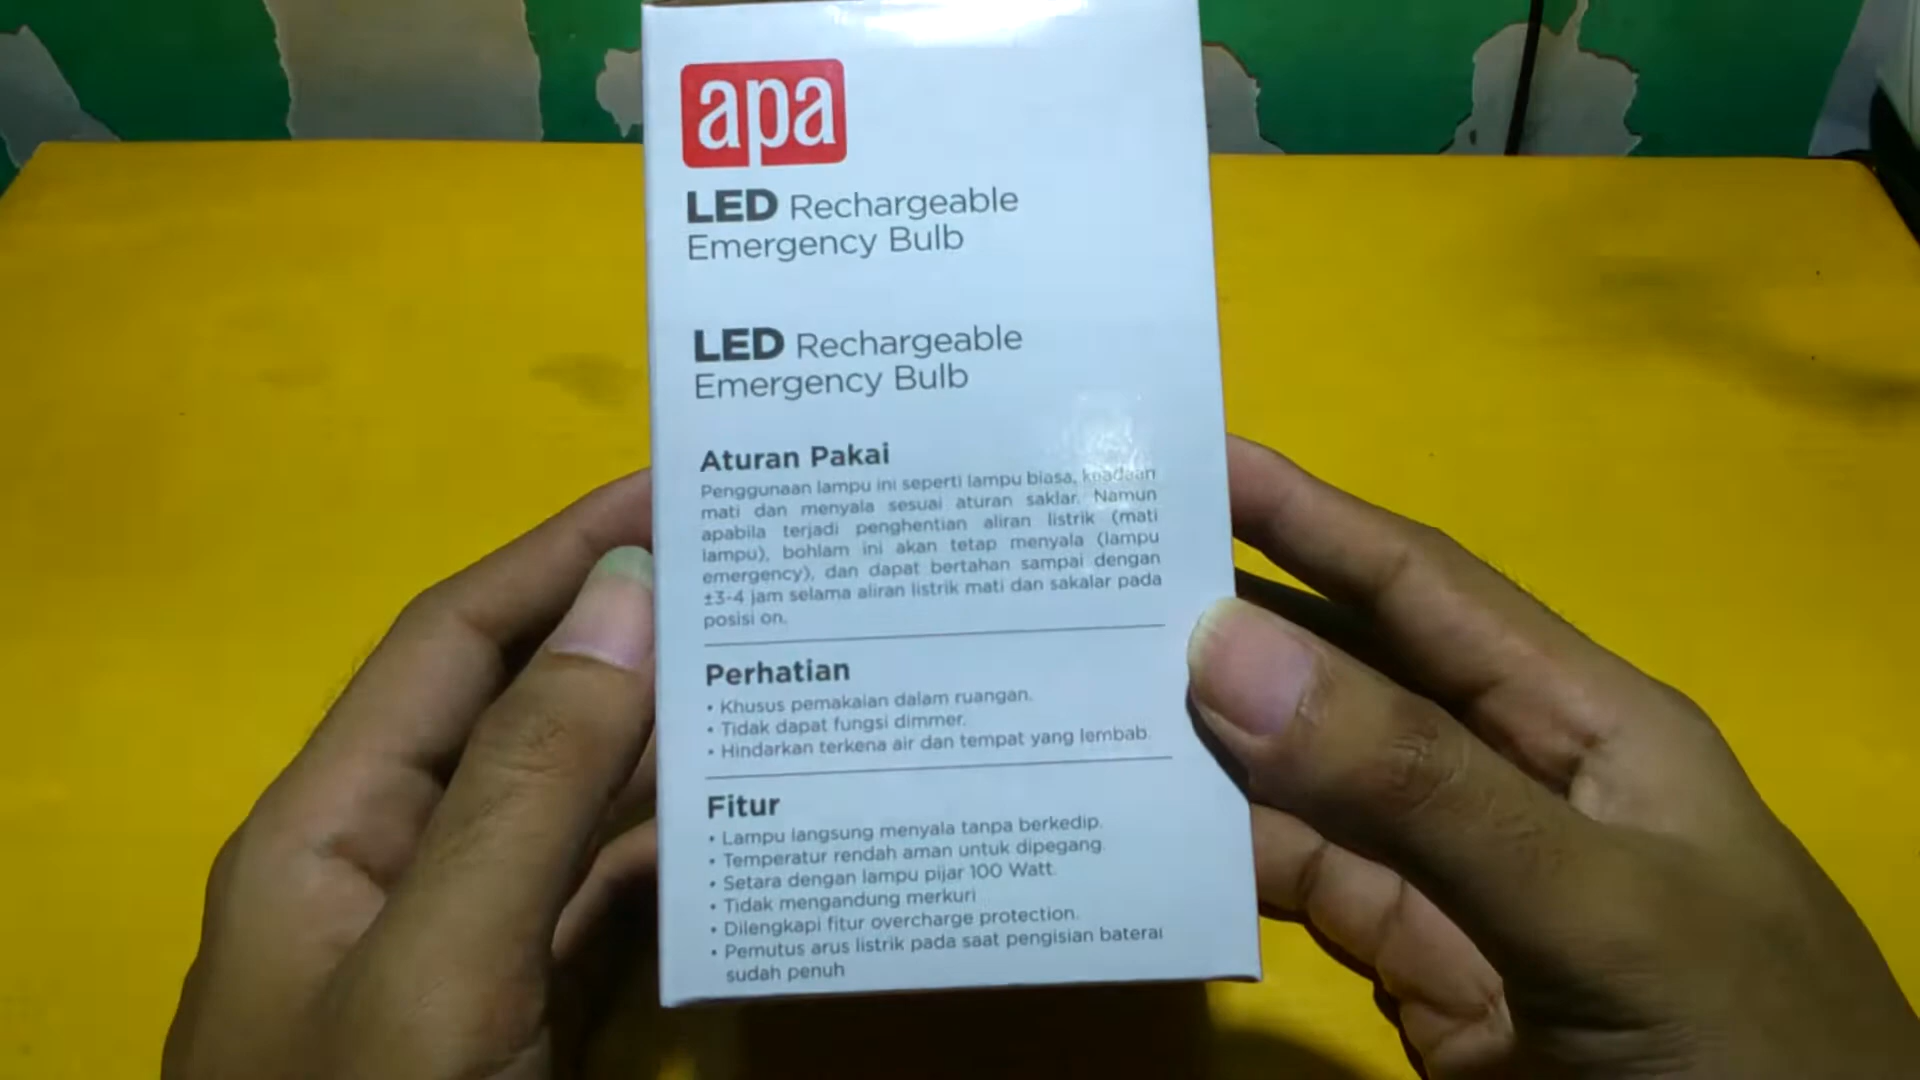 apa
LED Rechargeable
Emergency Bulb
LED Rechargeable
Emergency Bulb
Aturan Pakai
Penggunaan lampu ini seperti lampu biasa, keadaan
mati dan menyala sesuai aturan saklar. Namun
apabila terjadi penghentian aliran listrik (mati
lampu), bohlam ini akan tetap menyala (lampu
emergency), dan dapat bertahan sampai dengan
±3-4 jam selama aliran listrik mati dan sakalar pada
posisi on.
Perhatian
• Khusus pemakaian dalam ruangan.
• Tidak dapat fungsi dimmer.
• Hindarkan terkena air dan tempat yang lembab.
Fitur
• Lampu langsung menyala tanpa berkedip.
• Temperatur rendah aman untuk dipegang.
• Setara dengan lampu pijar 100 Watt.
• Tidak mengandung merkuri
• Dilengkapi fitur overcharge protection.
• Pemutus arus listrik pada saat pengisian baterai
sudah penuh